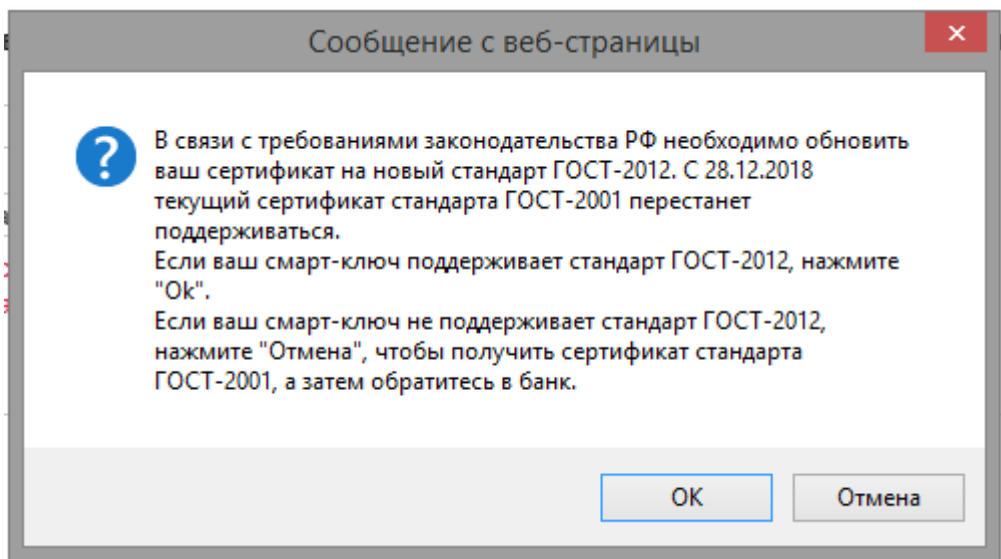 Сообщение с веб-страницы
В связи с требованиями законодательства РФ необходимо обновить
ваш сертификат на новый стандарт ГОСТ-2012. С 28.12.2018
текущий сертификат стандарта ГОСТ-2001 перестанет
поддерживаться.
Если ваш смарт-ключ поддерживает стандарт ГОСТ-2012, нажмите
"Ok".
Если ваш смарт-ключ не поддерживает стандарт ГОСТ-2012,
нажмите "Отмена", чтобы получить сертификат стандарта
ГОСТ-2001, а затем обратитесь в банк.
ОК
Отмена